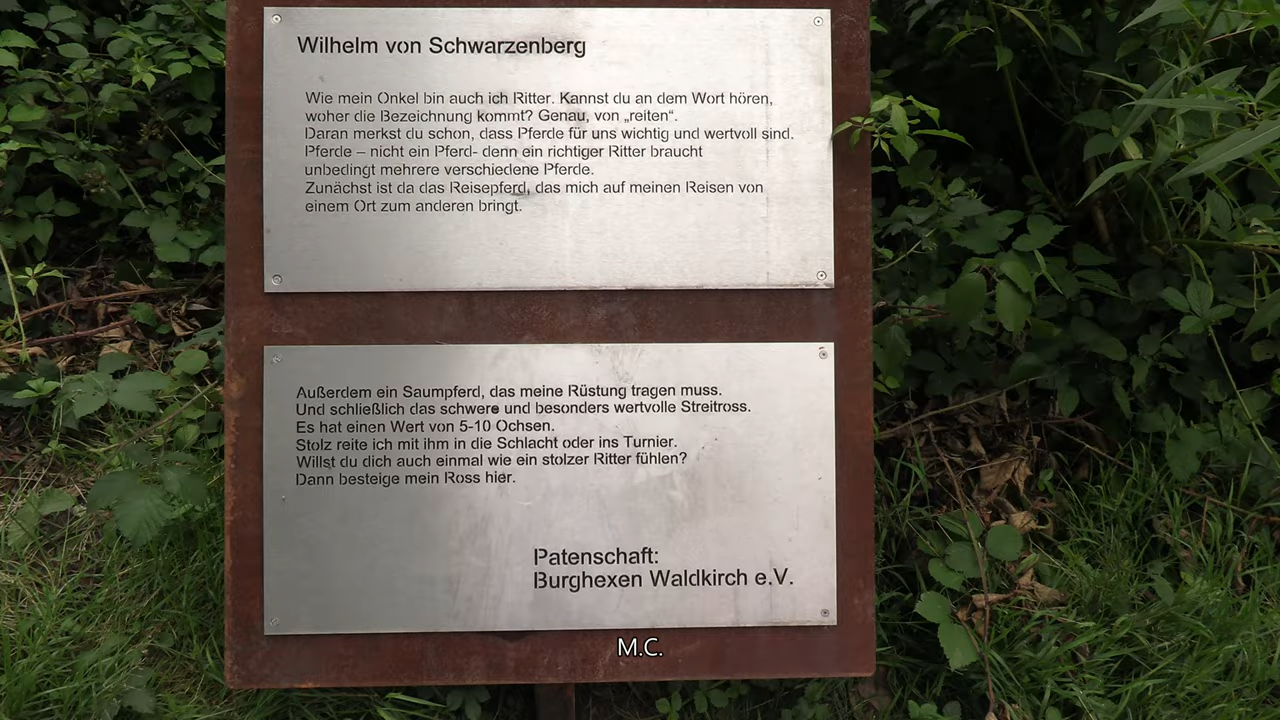 Wilhelm von Schwarzenberg
Wie mein Onkel bin auch ich Ritter. Kannst du an dem Wort hören,
woher die Bezeichnung kommt? Genau, von „reiten“.
Daran merkst du schon, dass Pferde für uns wichtig und wertvoll sind.
Pferde – nicht ein Pferd- denn ein richtiger Ritter braucht
unbedingt mehrere verschiedene Pferde.
Zunächst ist da das Reisepferd, das mich auf meinen Reisen von
einem Ort zum anderen bringt.
Außerdem ein Saumpferd, das meine Rüstung tragen muss.
Und schließlich das schwere und besonders wertvolle Streitross.
Es hat einen Wert von 5-10 Ochsen.
Stolz reite ich mit ihm in die Schlacht oder ins Turnier.
Willst du dich auch einmal wie ein stolzer Ritter fühlen?
Dann besteige mein Ross hier.
Patenschaft:
Burghexen Waldkirch e.V.
M.C.